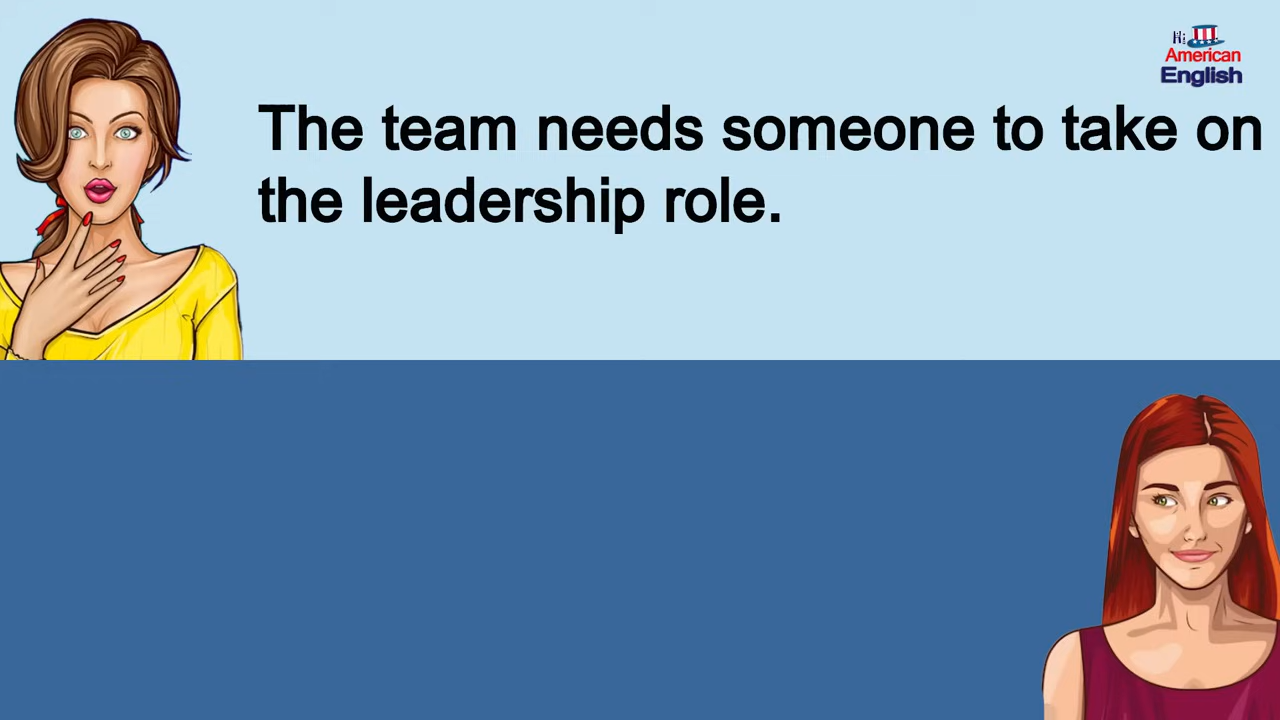 Hi
American
English
The team needs someone to take on
the leadership role.